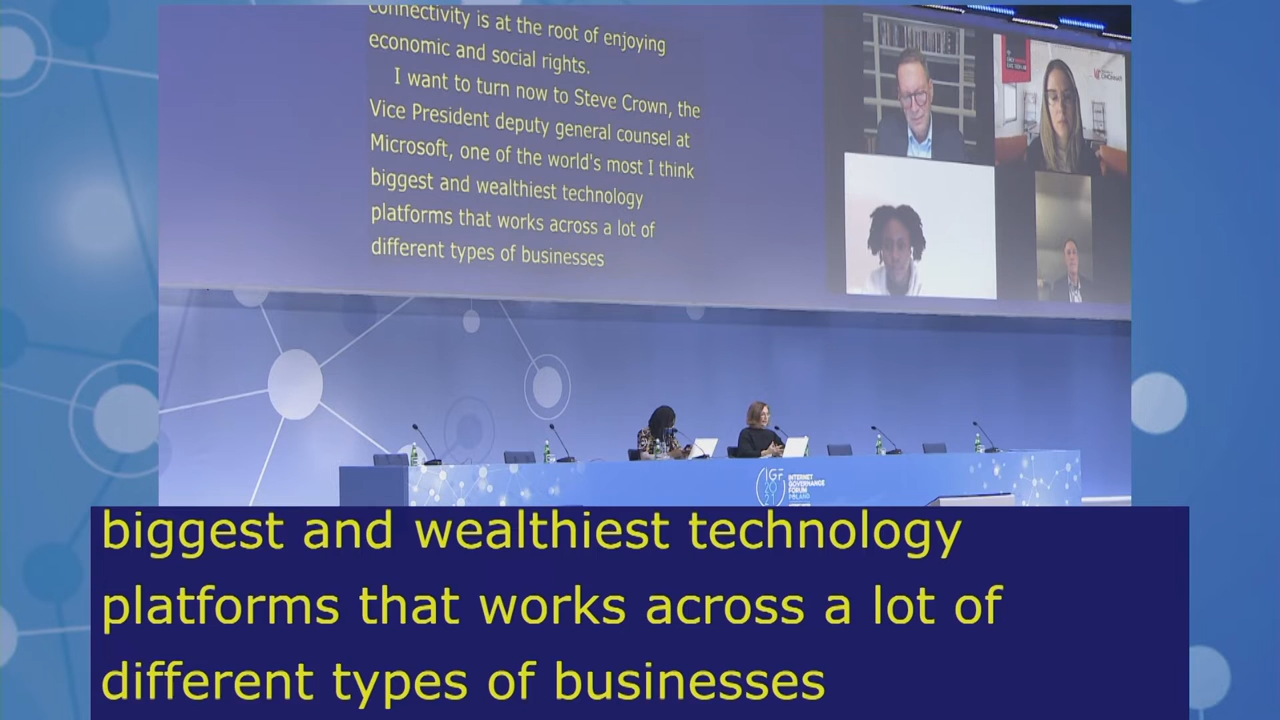 connectivity is at the root of enjoying
economic and social rights.
I want to turn now to Steve Crown, the
Vice President deputy general counsel at
Microsoft, one of the world's most I think
biggest and wealthiest technology
platforms that works across a lot of
different types of businesses
IGF
2021
INTERNET
GOVERNANCE
FORUM
POLAND
biggest and wealthiest technology
platforms that works across a lot of
different types of businesses